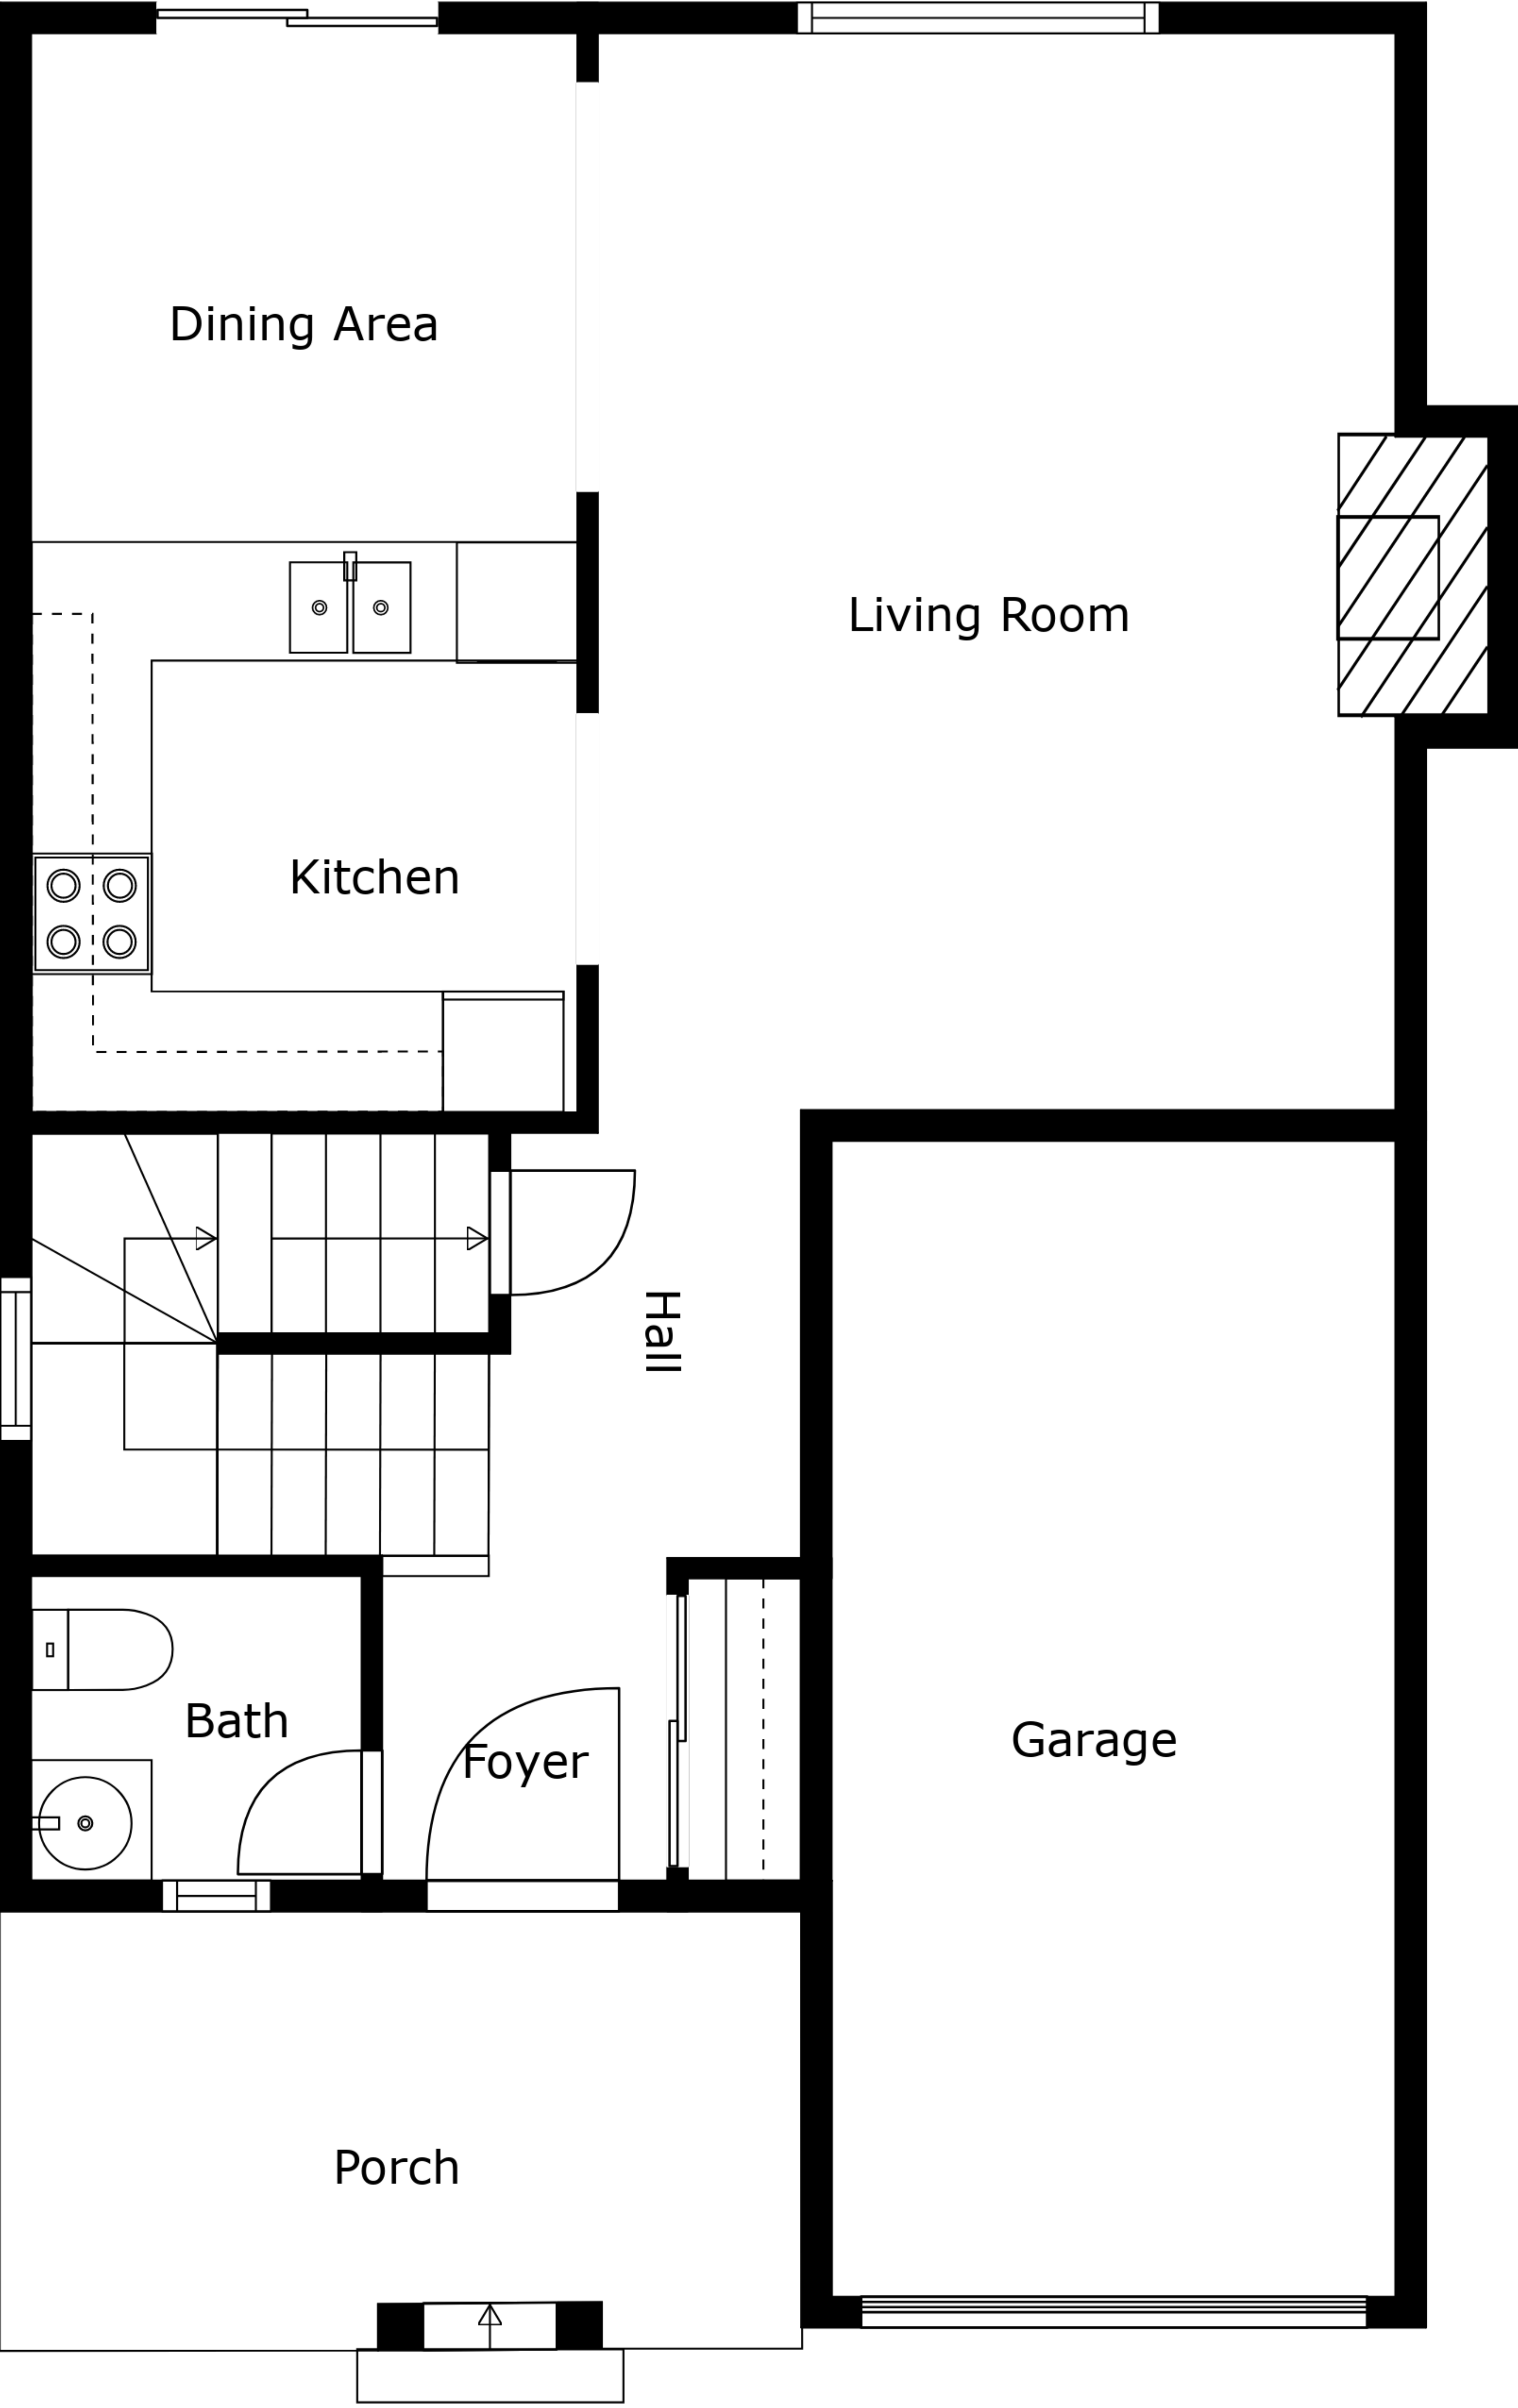 Dining Area
Living Room
Kitchen
Hall
Bath
Foyer
Garage
Porch